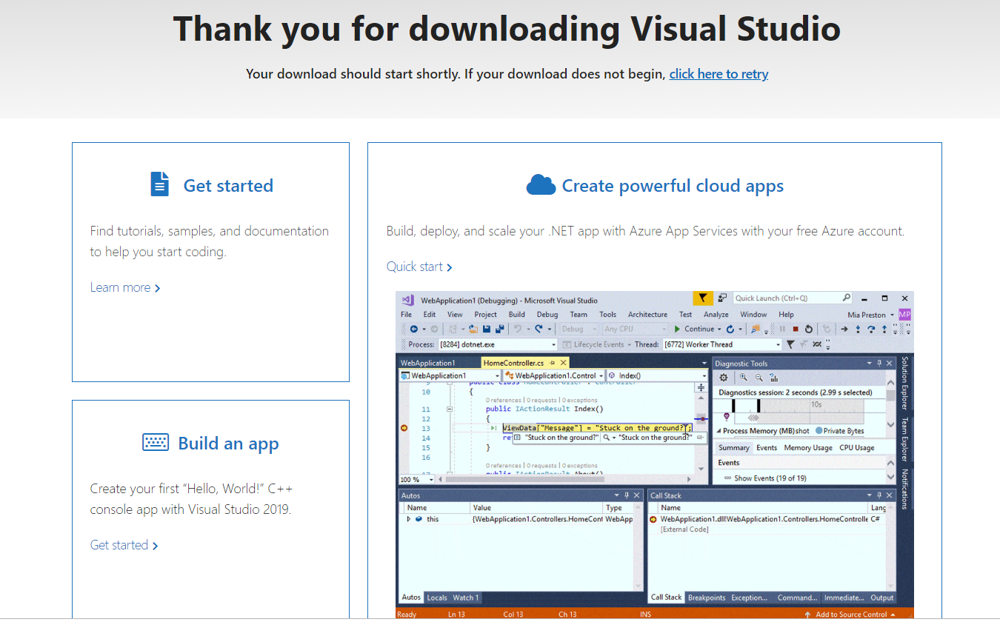 Thank you for downloading Visual Studio
Your download should start shortly. If your download does not begin, click here to retry
Get started
Find tutorials, samples, and documentation
to help you start coding.
Learn more
Build an app
Create your first “Hello, World!” C++
console app with Visual Studio 2019.
Get started
Create powerful cloud apps
Build, deploy, and scale your .NET app with Azure App Services with your free Azure account.
Quick start
WebApplication1 (Debugging) - Microsoft Visual Studio
Quick Launch (Ctrl+Q)
File Edit View Project Build Debug Team Tools Architecture Test Analyze Window Help
Mia Preston MP
Debug Any CPU Continue
Process: [8284] dotnet.exe Lifecycle Events Thread: [6772] Worker Thread
WebApplication1 HomeController.cs
WebApplication1 WebApplication1.Control Index()
9 public class HomeController : Controller
10 {
0 references | 0 requests | 0 exceptions
11 public IActionResult Index()
12 {
13 ViewData["Message"] = "Stuck on the ground?";
14 re "Stuck on the ground?" "Stuck on the ground?"
15 }
16
0 references | 0 requests | 0 exceptions
17 public IActionResult About()
100 %
Diagnostic Tools
Diagnostics session: 2 seconds (2.99 s selected)
10s
Process Memory (MB) shot Private Bytes
Summary Events Memory Usage CPU Usage
Events
Show Events (19 of 19)
Solution Explorer
Team Explorer
Notifications
Autos
Name Value Type
this {WebApplication1.Controllers.HomeCont WebApp
Autos Locals Watch 1
Call Stack
Name Lang
WebApplication1.dll!WebApplication1.Controllers.HomeControlle C#
[External Code]
Call Stack Breakpoints Exception... Command... Immediate... Output
Ready Ln 13 Col 13 Ch 13 INS Add to Source Control